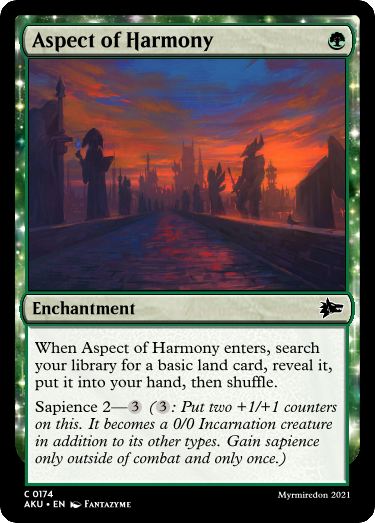 Aspect of Harmony
Enchantment
When Aspect of Harmony enters, search
your library for a basic land card, reveal it,
put it into your hand, then shuffle.
Sapience 2—3 (3: Put two +1/+1 counters
on this. It becomes a 0/0 Incarnation creature
in addition to its other types. Gain sapience
only outside of combat and only once.)
C 0174
AKU • EN Fantazyme
Myrmiredon 2021